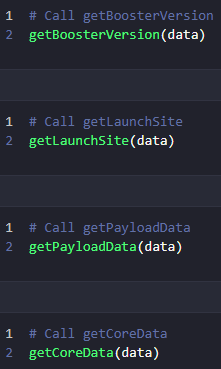 1 # Call getBoosterVersion
2 getBoosterVersion(data)
1 # Call getLaunchSite
2 getLaunchSite(data)
1 # Call getPayloadData
2 getPayloadData(data)
1 # Call getCoreData
2 getCoreData(data)